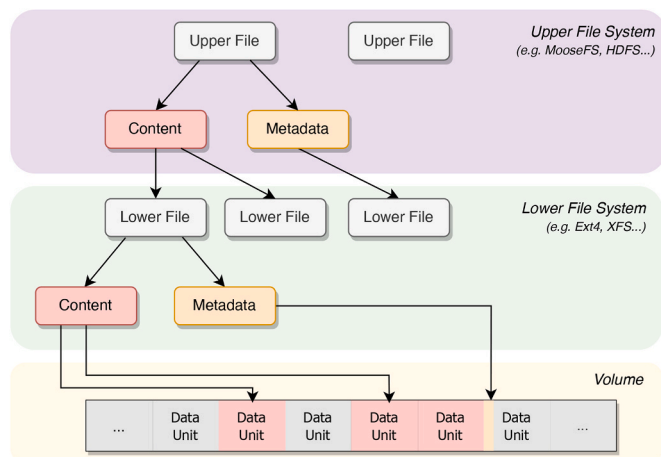 Upper File System
(e.g. MooseFS, HDFS...)
Upper File
Upper File
Content
Metadata
Lower File System
(e.g. Ext4, XFS...)
Lower File
Lower File
Lower File
Content
Metadata
Volume
...
Data
Unit
Data
Unit
Data
Unit
Data
Unit
Data
Unit
Data
Unit
...